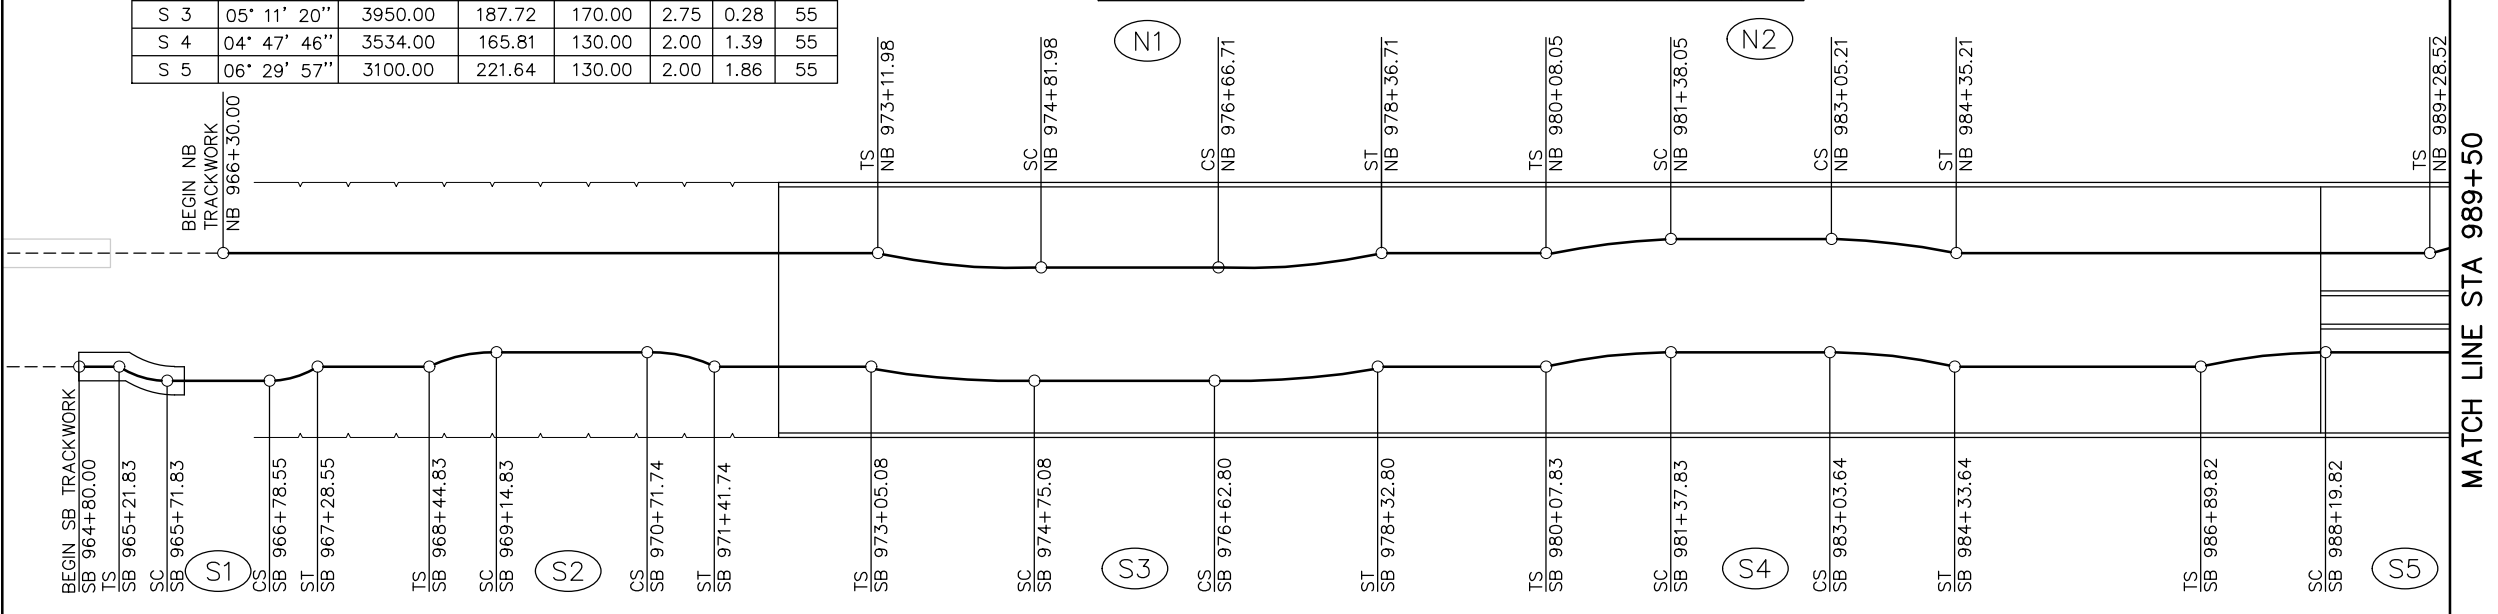 S 3 05° 11' 20'' 3950.00 187.72 170.00 2.75 0.28 55
S 4 04° 47' 46'' 3534.00 165.81 130.00 2.00 1.39 55
S 5 06° 29' 57'' 3100.00 221.64 130.00 2.00 1.86 55
N1
N2
BEGIN NB
TRACKWORK
NB 966+30.00
TS
NB 973+11.98
SC
NB 974+81.98
CS
NB 976+66.71
ST
NB 978+36.71
TS
NB 980+08.05
SC
NB 981+38.05
CS
NB 983+05.21
ST
NB 984+35.21
TS
NB 989+28.52
MATCH LINE STA 989+50
BEGIN SB TRACKWORK
SB 964+80.00
TS
SB 965+21.83
SC
SB 965+71.83
S1
CS
SB 966+78.55
ST
SB 967+28.55
TS
SB 968+44.83
SC
SB 969+14.83
S2
CS
SB 970+71.74
ST
SB 971+41.74
TS
SB 973+05.08
SC
SB 974+75.08
S3
CS
SB 976+62.80
ST
SB 978+32.80
TS
SB 980+07.83
SC
SB 981+37.83
S4
CS
SB 983+03.64
ST
SB 984+33.64
TS
SB 986+89.82
SC
SB 988+19.82
S5